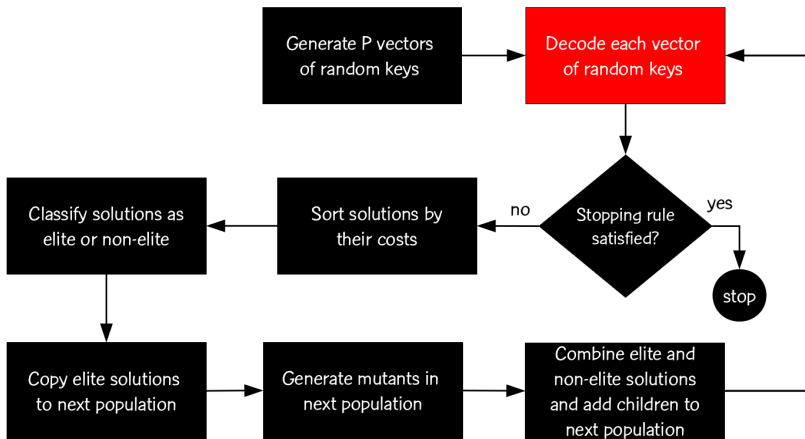 Generate P vectors
of random keys
Decode each vector
of random keys
Stopping rule
satisfied?
yes
stop
no
Sort solutions by
their costs
Classify solutions as
elite or non-elite
Copy elite solutions
to next population
Generate mutants in
next population
Combine elite and
non-elite solutions
and add children to
next population